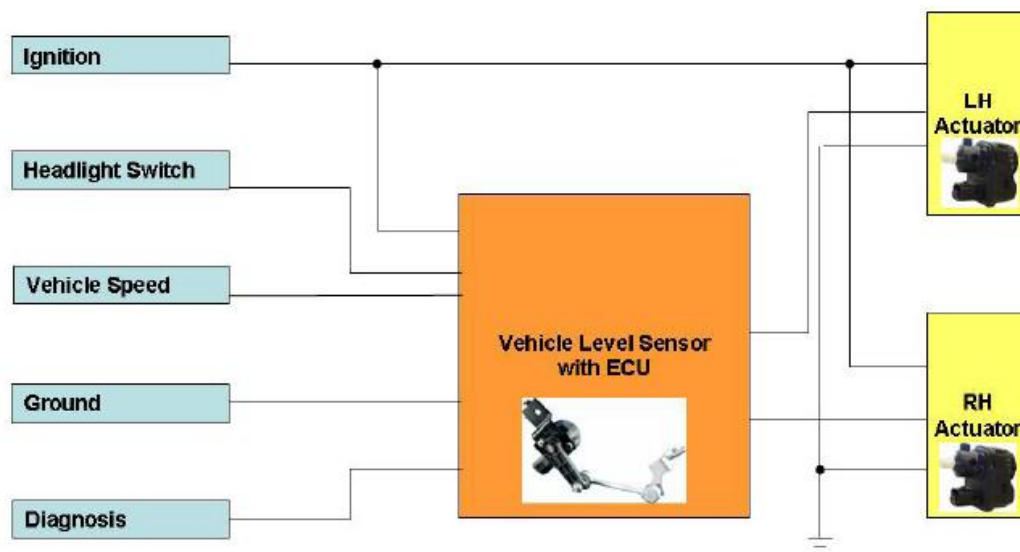 Ignition
Headlight Switch
Vehicle Speed
Ground
Diagnosis
Vehicle Level Sensor
with ECU
LH
Actuator
RH
Actuator